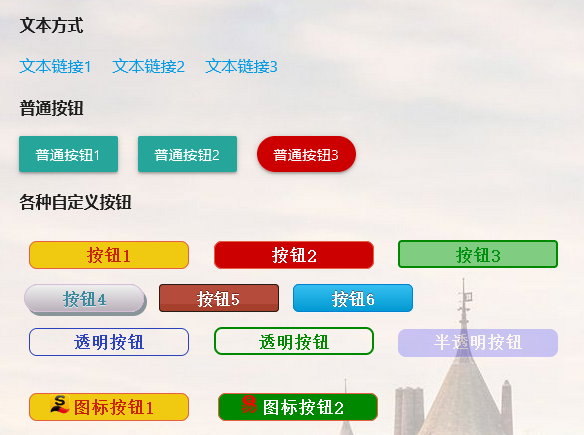 文本方式
文本链接1 文本链接2 文本链接3
普通按钮
普通按钮1 普通按钮2 普通按钮3
各种自定义按钮
按钮1 按钮2 按钮3
按钮4 按钮5 按钮6
透明按钮 透明按钮 半透明按钮
图标按钮1 图标按钮2